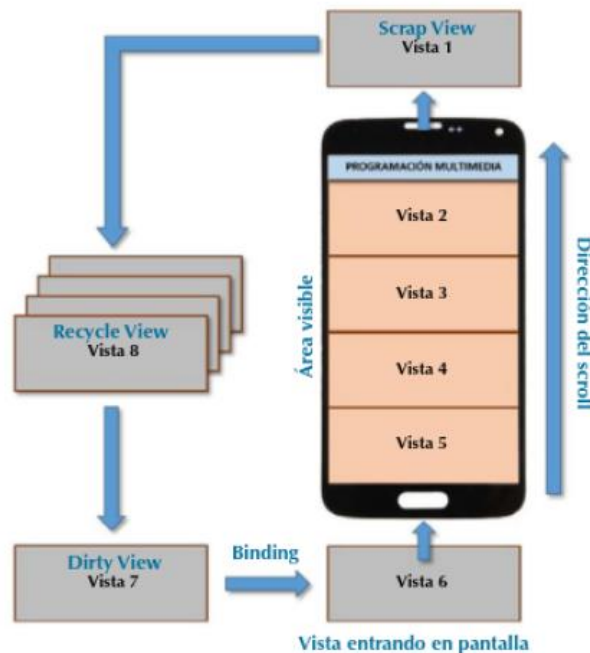 Scrap View
Vista 1
PROGRAMACIÓN MULTIMEDIA
Vista 2
Vista 3
Vista 4
Vista 5
Área visible
Dirección del scroll
Recycle View
Vista 8
Dirty View
Vista 7
Binding
Vista 6
Vista entrando en pantalla